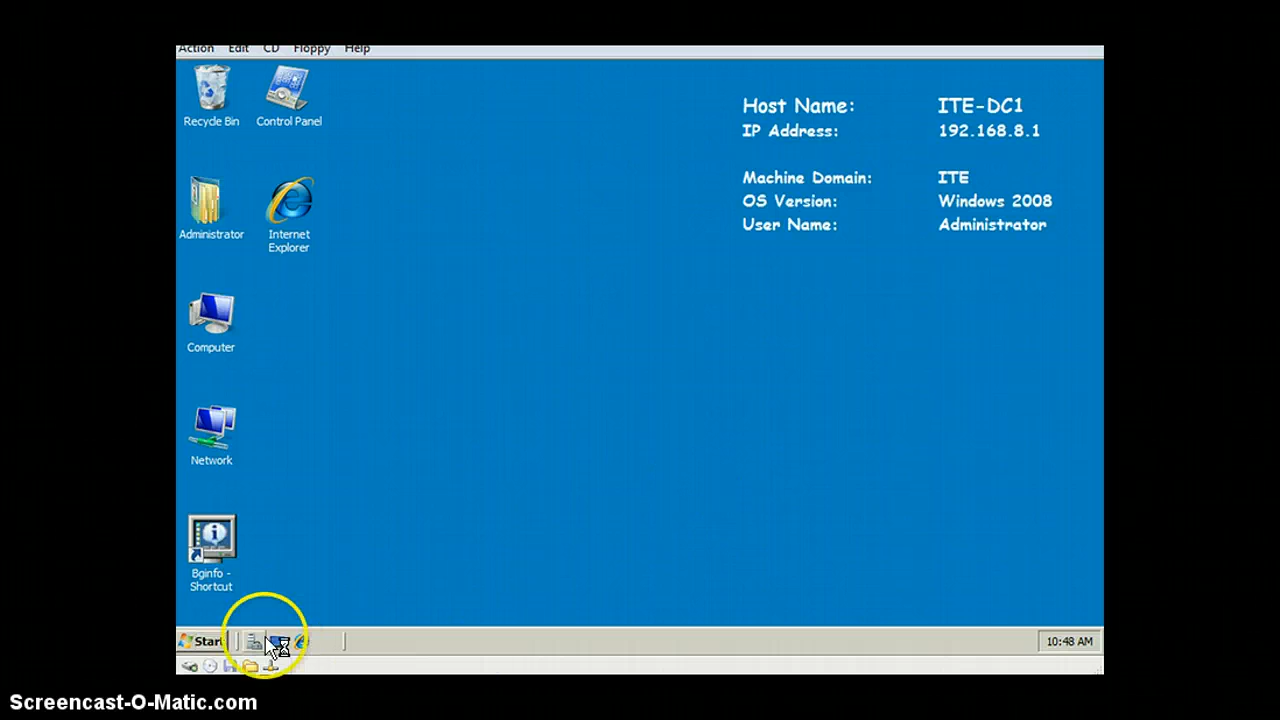 Action Edit CD Floppy Help
Recycle Bin
Control Panel
Host Name: ITE-DC1
IP Address: 192.168.8.1
Machine Domain: ITE
OS Version: Windows 2008
User Name: Administrator
Administrator
Internet
Explorer
Computer
Network
Bginfo -
Shortcut
Start
10:48 AM
Screencast-O-Matic.com